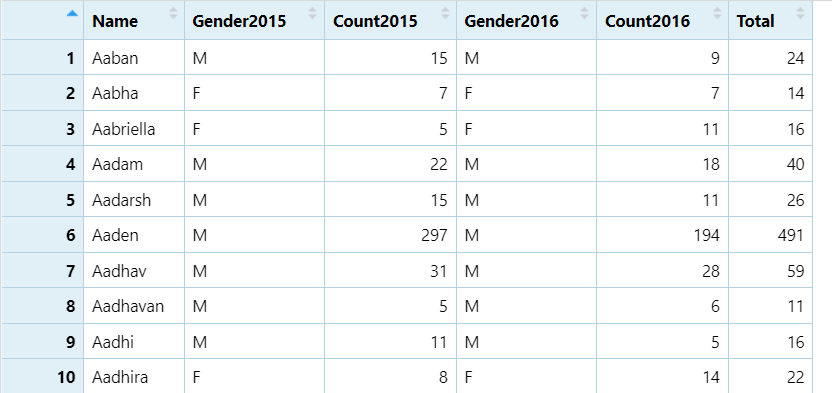 Name Gender2015 Count2015 Gender2016 Count2016 Total
1 Aaban M 15 M 9 24
2 Aabha F 7 F 7 14
3 Aabriella F 5 F 11 16
4 Aadam M 22 M 18 40
5 Aadarsh M 15 M 11 26
6 Aaden M 297 M 194 491
7 Aadhav M 31 M 28 59
8 Aadhavan M 5 M 6 11
9 Aadhi M 11 M 5 16
10 Aadhira F 8 F 14 22